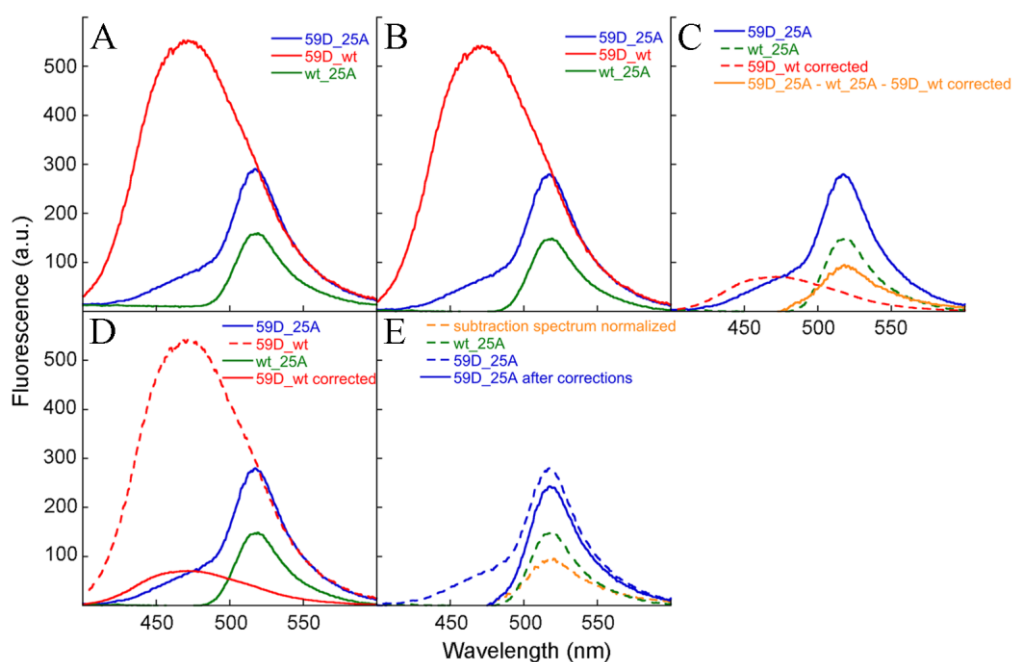 A
59D_25A
59D_wt
wt_25A
B
59D_25A
59D_wt
wt_25A
C
59D_25A
wt_25A
59D_wt corrected
59D_25A - wt_25A - 59D_wt corrected
500
400
300
200
100
450
500
550
D
59D_25A
59D_wt
wt_25A
59D_wt corrected
E
subtraction spectrum normalized
wt_25A
59D_25A
59D_25A after corrections
500
400
300
200
100
450
500
550
450
500
550
Fluorescence (a.u.)
Wavelength (nm)